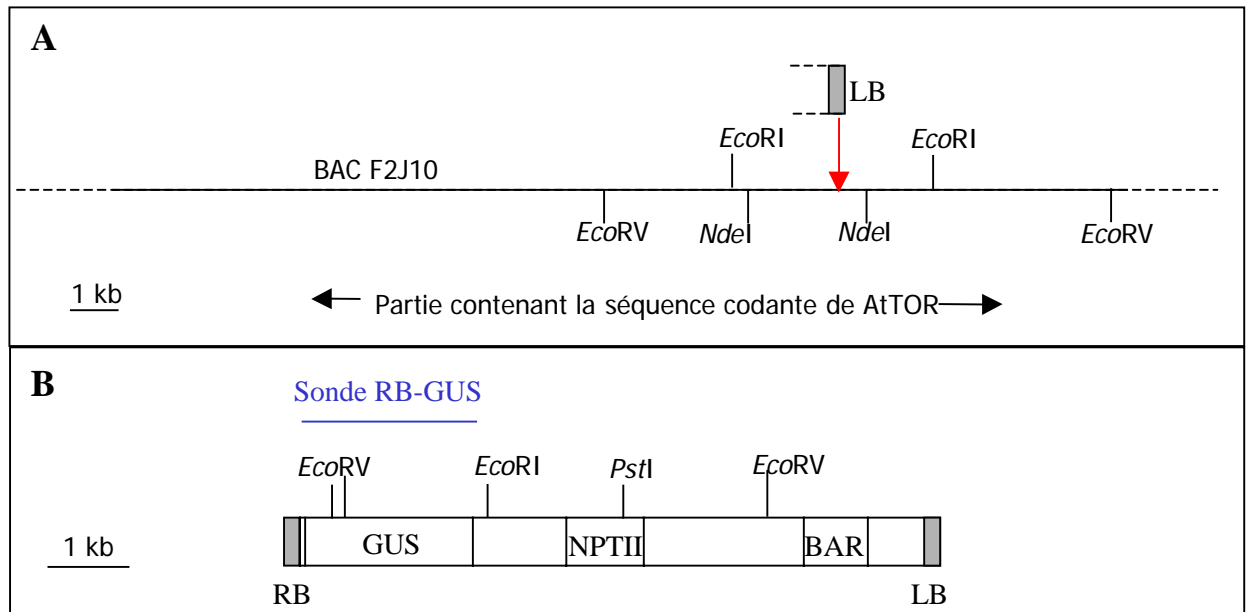 A
LB
EcoRI
EcoRI
BAC F2J10
EcoRV
NdeI
NdeI
EcoRV
1 kb
Partie contenant la séquence codante de AtTOR
B
Sonde RB-GUS
EcoRV
EcoRI
PstI
EcoRV
1 kb
GUS
NPTII
BAR
RB
LB